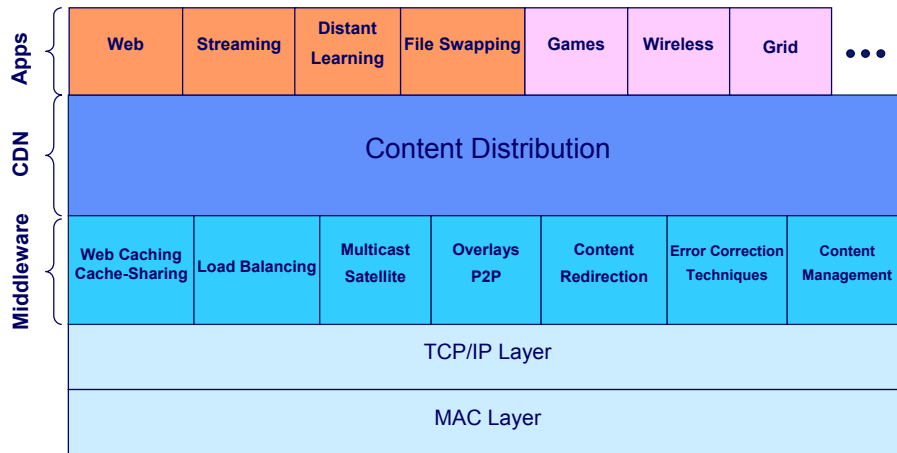 Apps
Web
Streaming
Distant
Learning
File Swapping
Games
Wireless
Grid
•••
CDN
Content Distribution
Middleware
Web Caching
Cache-Sharing
Load Balancing
Multicast
Satellite
Overlays
P2P
Content
Redirection
Error Correction
Techniques
Content
Management
TCP/IP Layer
MAC Layer